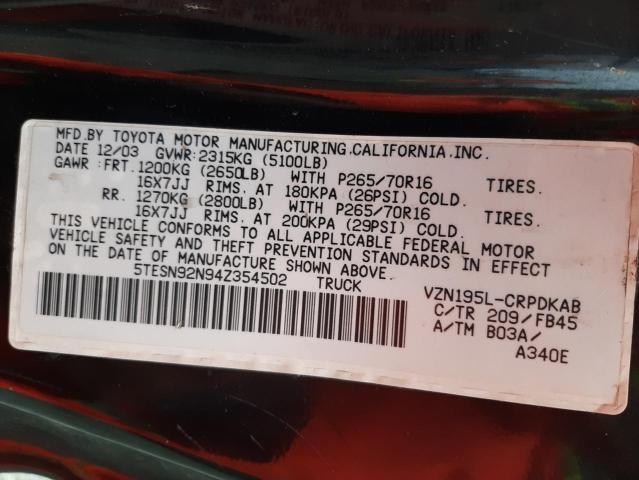 MFD.BY TOYOTA MOTOR MANUFACTURING,CALIFORNIA,INC.
DATE 12/03 GVWR:2315KG (5100LB)
GAWR :FRT. 1200KG (2650LB) WITH P265/70R16 TIRES.
16X7JJ RIMS. AT 180KPA (26PSI) COLD.
RR. 1270KG (2800LB) WITH P265/70R16 TIRES.
16X7JJ RIMS. AT 200KPA (29PSI) COLD.
THIS VEHICLE CONFORMS TO ALL APPLICABLE FEDERAL MOTOR
VEHICLE SAFETY AND THEFT PREVENTION STANDARDS IN EFFECT
ON THE DATE OF MANUFACTURE SHOWN ABOVE.
5TESN92N94Z354502 TRUCK
VZN195L-CRPDKAB
C/TR 209/FB45
A/TM B03A/
A340E